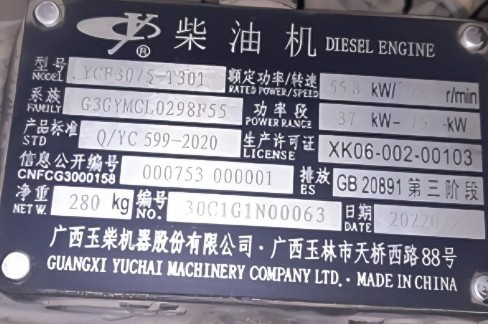 ® 柴油机 DIESEL ENGINE
型号 MODEL YCF3075-T301 额定功率/转速 RATED POWER/SPEED kW/ r/min
系族 FAMILY G3GYMCL0298F55 功率段 POWER RANGE 37 kW- kW
产品标准 STD Q/YC 599-2020 生产许可证 LICENSE XK06-002-00103
信息公开编号 CNFCG3000158 000753 000001 排放 ES GB 20891 第三阶段
净重 NET W. 280 kg 编号 NO. 30C1G1N00063 日期 DATE
广西玉柴机器股份有限公司·广西玉林市天桥西路88号
GUANGXI YUCHAI MACHINERY COMPANY LTD. · MADE IN CHINA